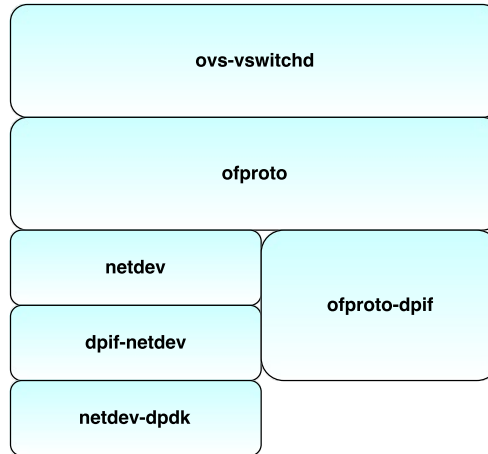 ovs-vswitchd
ofproto
netdev
ofproto-dpif
dpif-netdev
netdev-dpdk